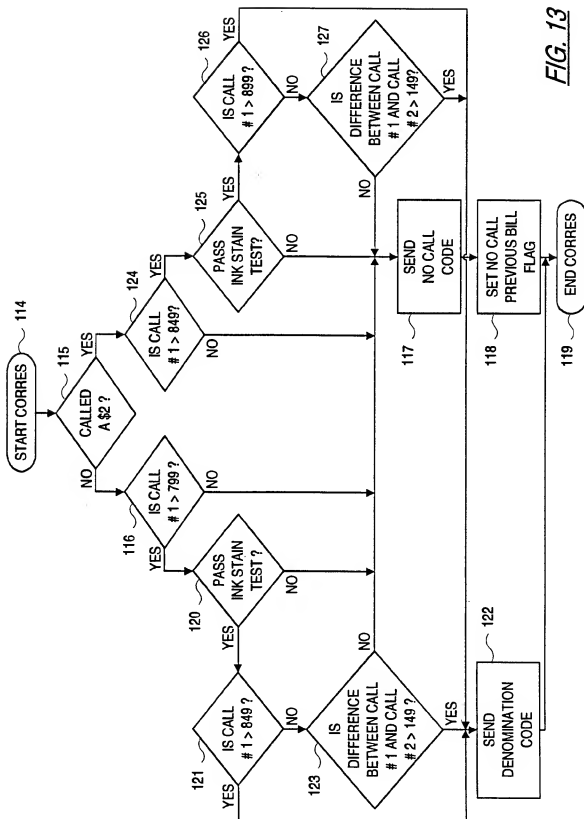 START CORRES
114
115
CALLED
A $2 ?
NO
YES
116
IS CALL
# 1 > 799 ?
YES
NO
124
IS CALL
# 1 > 849?
YES
NO
120
PASS
INK STAIN
TEST ?
YES
NO
125
PASS
INK STAIN
TEST?
YES
NO
121
IS CALL
# 1 > 849 ?
YES
NO
126
IS CALL
# 1 > 899 ?
YES
NO
123
IS
DIFFERENCE
BETWEEN CALL
# 1 AND CALL
# 2 > 149 ?
NO
YES
127
IS
DIFFERENCE
BETWEEN CALL
# 1 AND CALL
# 2 > 149?
NO
YES
SEND
NO CALL
CODE
117
SEND
DENOMINATION
CODE
122
SET NO CALL
PREVIOUS BILL
FLAG
118
END CORRES
119
FIG. 13